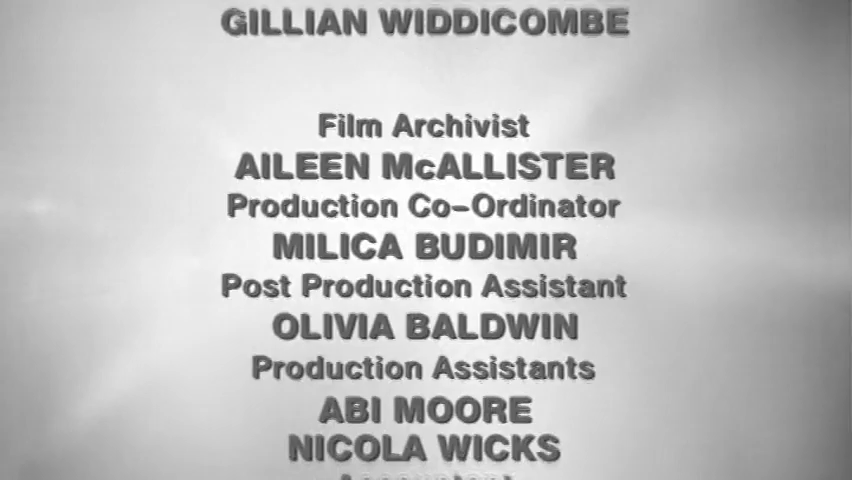 GILLIAN WIDDICOMBE
Film Archivist
AILEEN McALLISTER
Production Co-Ordinator
MILICA BUDIMIR
Post Production Assistant
OLIVIA BALDWIN
Production Assistants
ABI MOORE
NICOLA WICKS